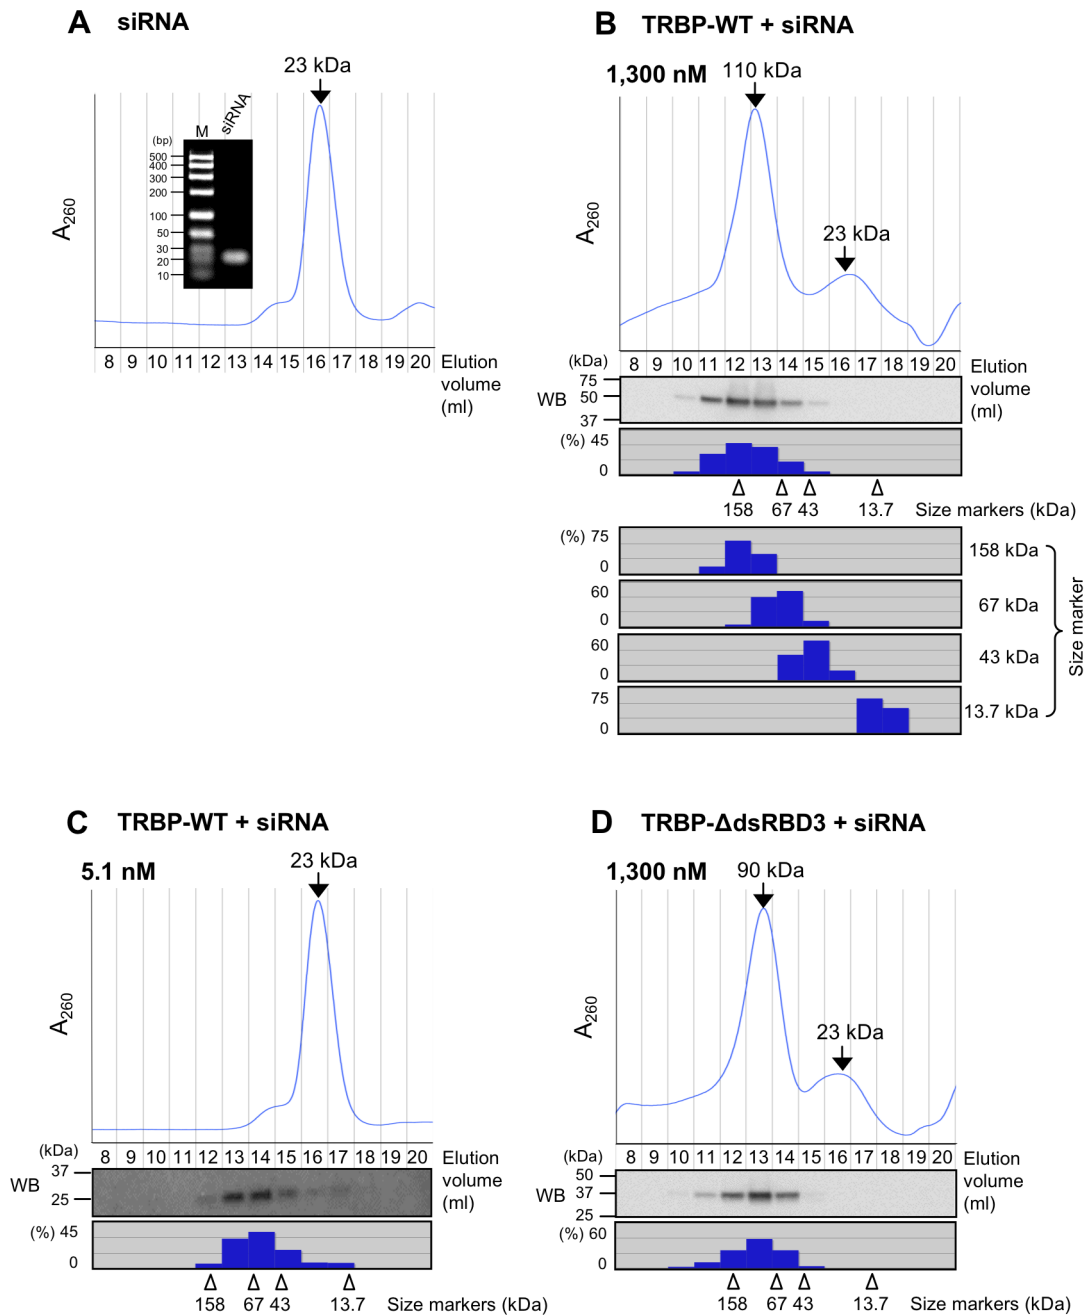 A siRNA
23 kDa
(bp)
M
siRNA
500
400
300
200
100
50
30
20
10
A260
8 9 10 11 12 13 14 15 16 17 18 19 20
Elution
volume
(ml)
B TRBP-WT + siRNA
1,300 nM
110 kDa
23 kDa
A260
8 9 10 11 12 13 14 15 16 17 18 19 20
Elution
volume
(ml)
(kDa)
75
WB 50
37
(%) 45
0
158 67 43 13.7 Size markers (kDa)
(%) 75
0
158 kDa
60
0
67 kDa
60
0
43 kDa
75
0
13.7 kDa
Size marker
C TRBP-WT + siRNA
5.1 nM
23 kDa
A260
8 9 10 11 12 13 14 15 16 17 18 19 20
Elution
volume
(ml)
(kDa)
37
WB
25
(%) 45
0
158 67 43 13.7 Size markers (kDa)
D TRBP-ΔdsRBD3 + siRNA
1,300 nM
90 kDa
23 kDa
A260
8 9 10 11 12 13 14 15 16 17 18 19 20
Elution
volume
(ml)
(kDa)
50
WB 37
25
(%) 60
0
158 67 43 13.7 Size markers (kDa)